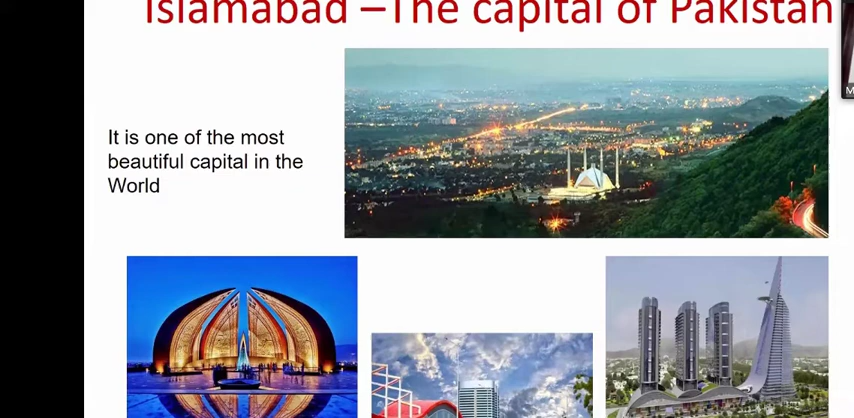 Islamabad –The capital of Pakistan
It is one of the most
beautiful capital in the
World
M